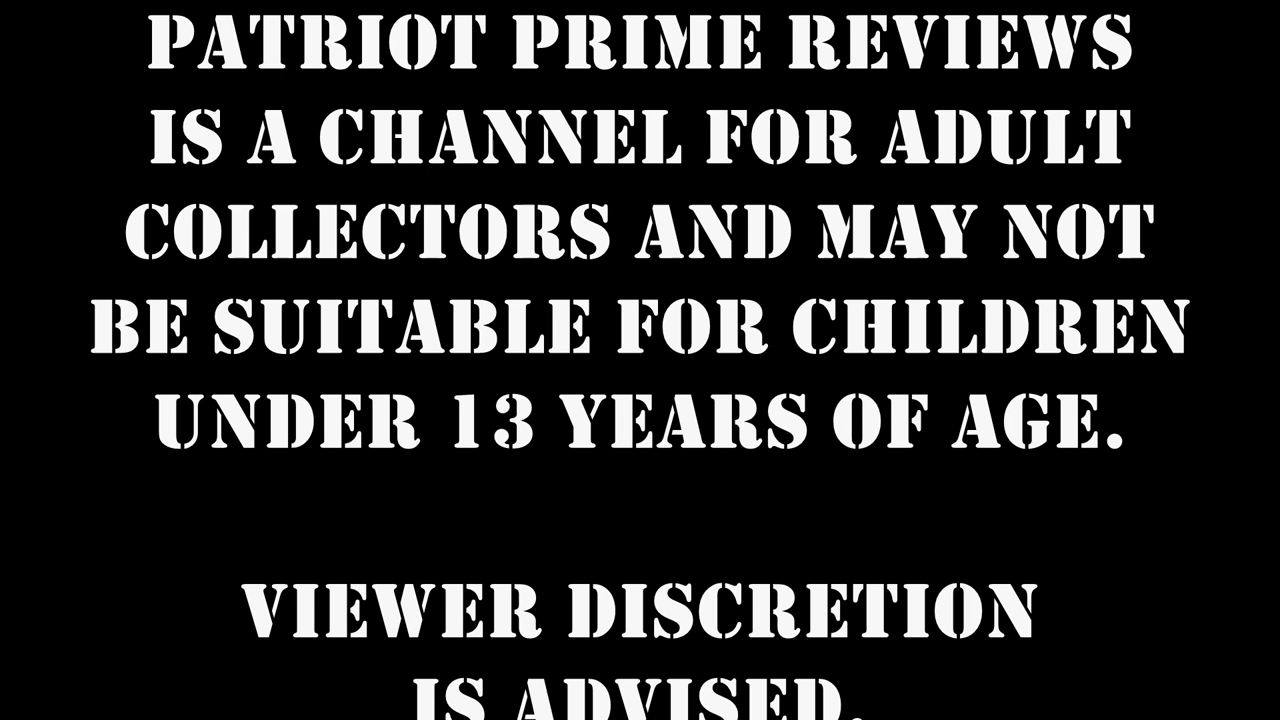 PATRIOT PRIME REVIEWS
IS A CHANNEL FOR ADULT
COLLECTORS AND MAY NOT
BE SUITABLE FOR CHILDREN
UNDER 13 YEARS OF AGE.
VIEWER DISCRETION
IS ADVISED.